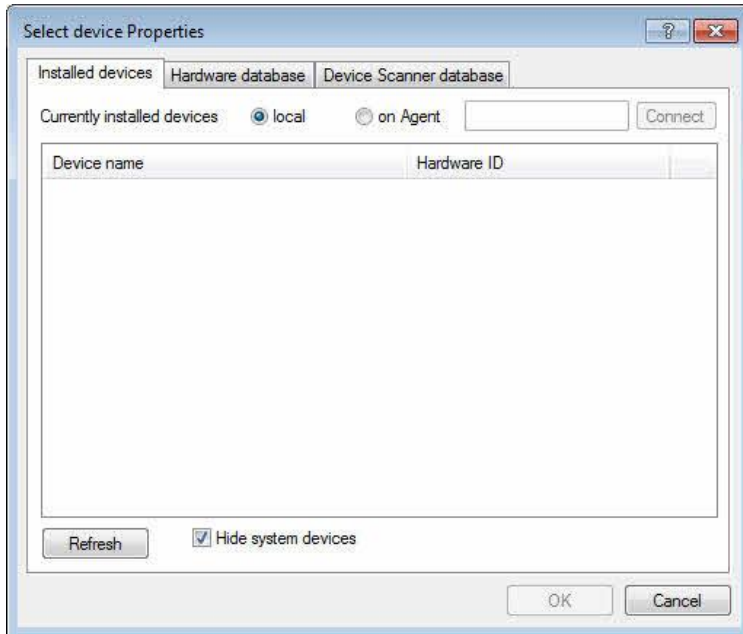 Select device Properties
Installed devices Hardware database Device Scanner database
Currently installed devices local on Agent Connect
Device name Hardware ID
Refresh Hide system devices
OK Cancel